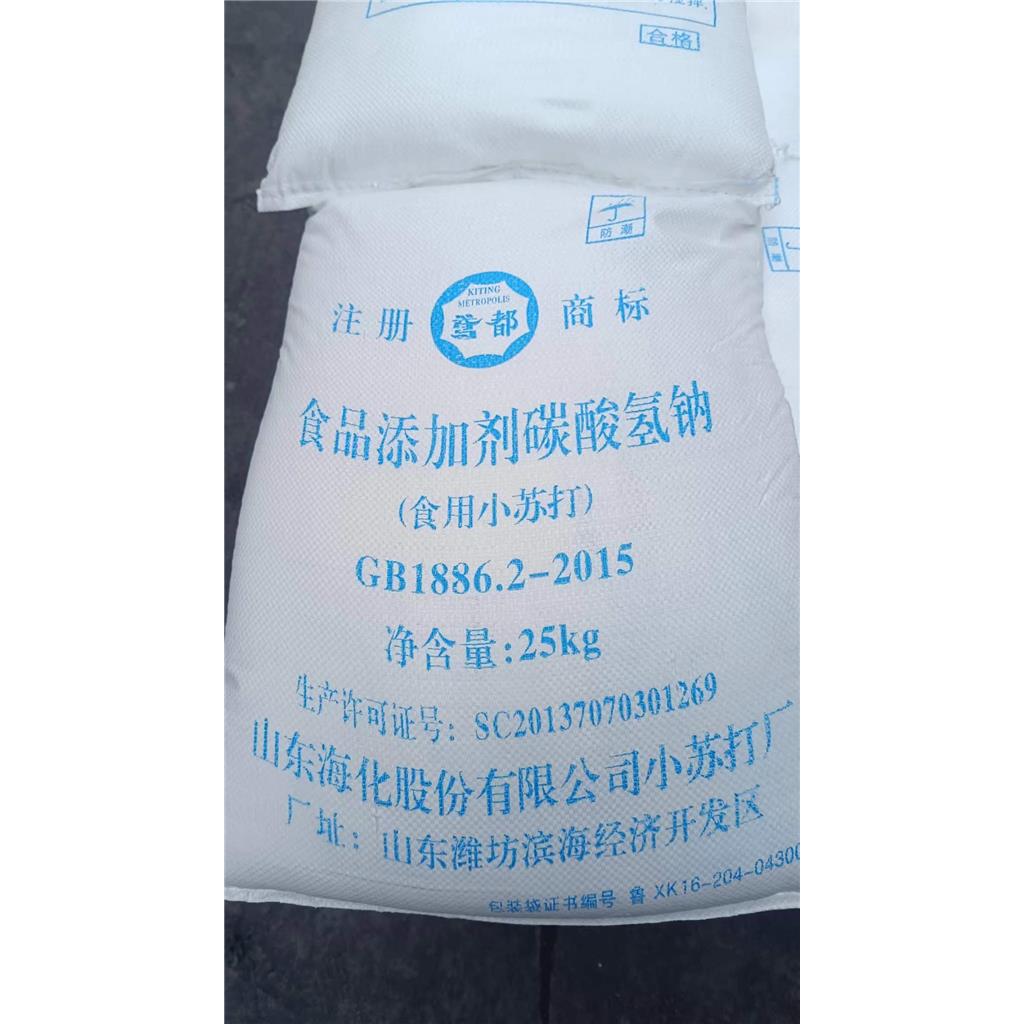 合格
防潮
KITING
METROPOLIS
注册 鸢都 商标
食品添加剂碳酸氢钠
(食用小苏打)
GB1886.2-2015
净含量:25kg
生产许可证号: SC20137070301269
山东海化股份有限公司小苏打厂
厂址: 山东潍坊滨海经济开发区
包装袋证书编号 鲁 XK16-204-04300